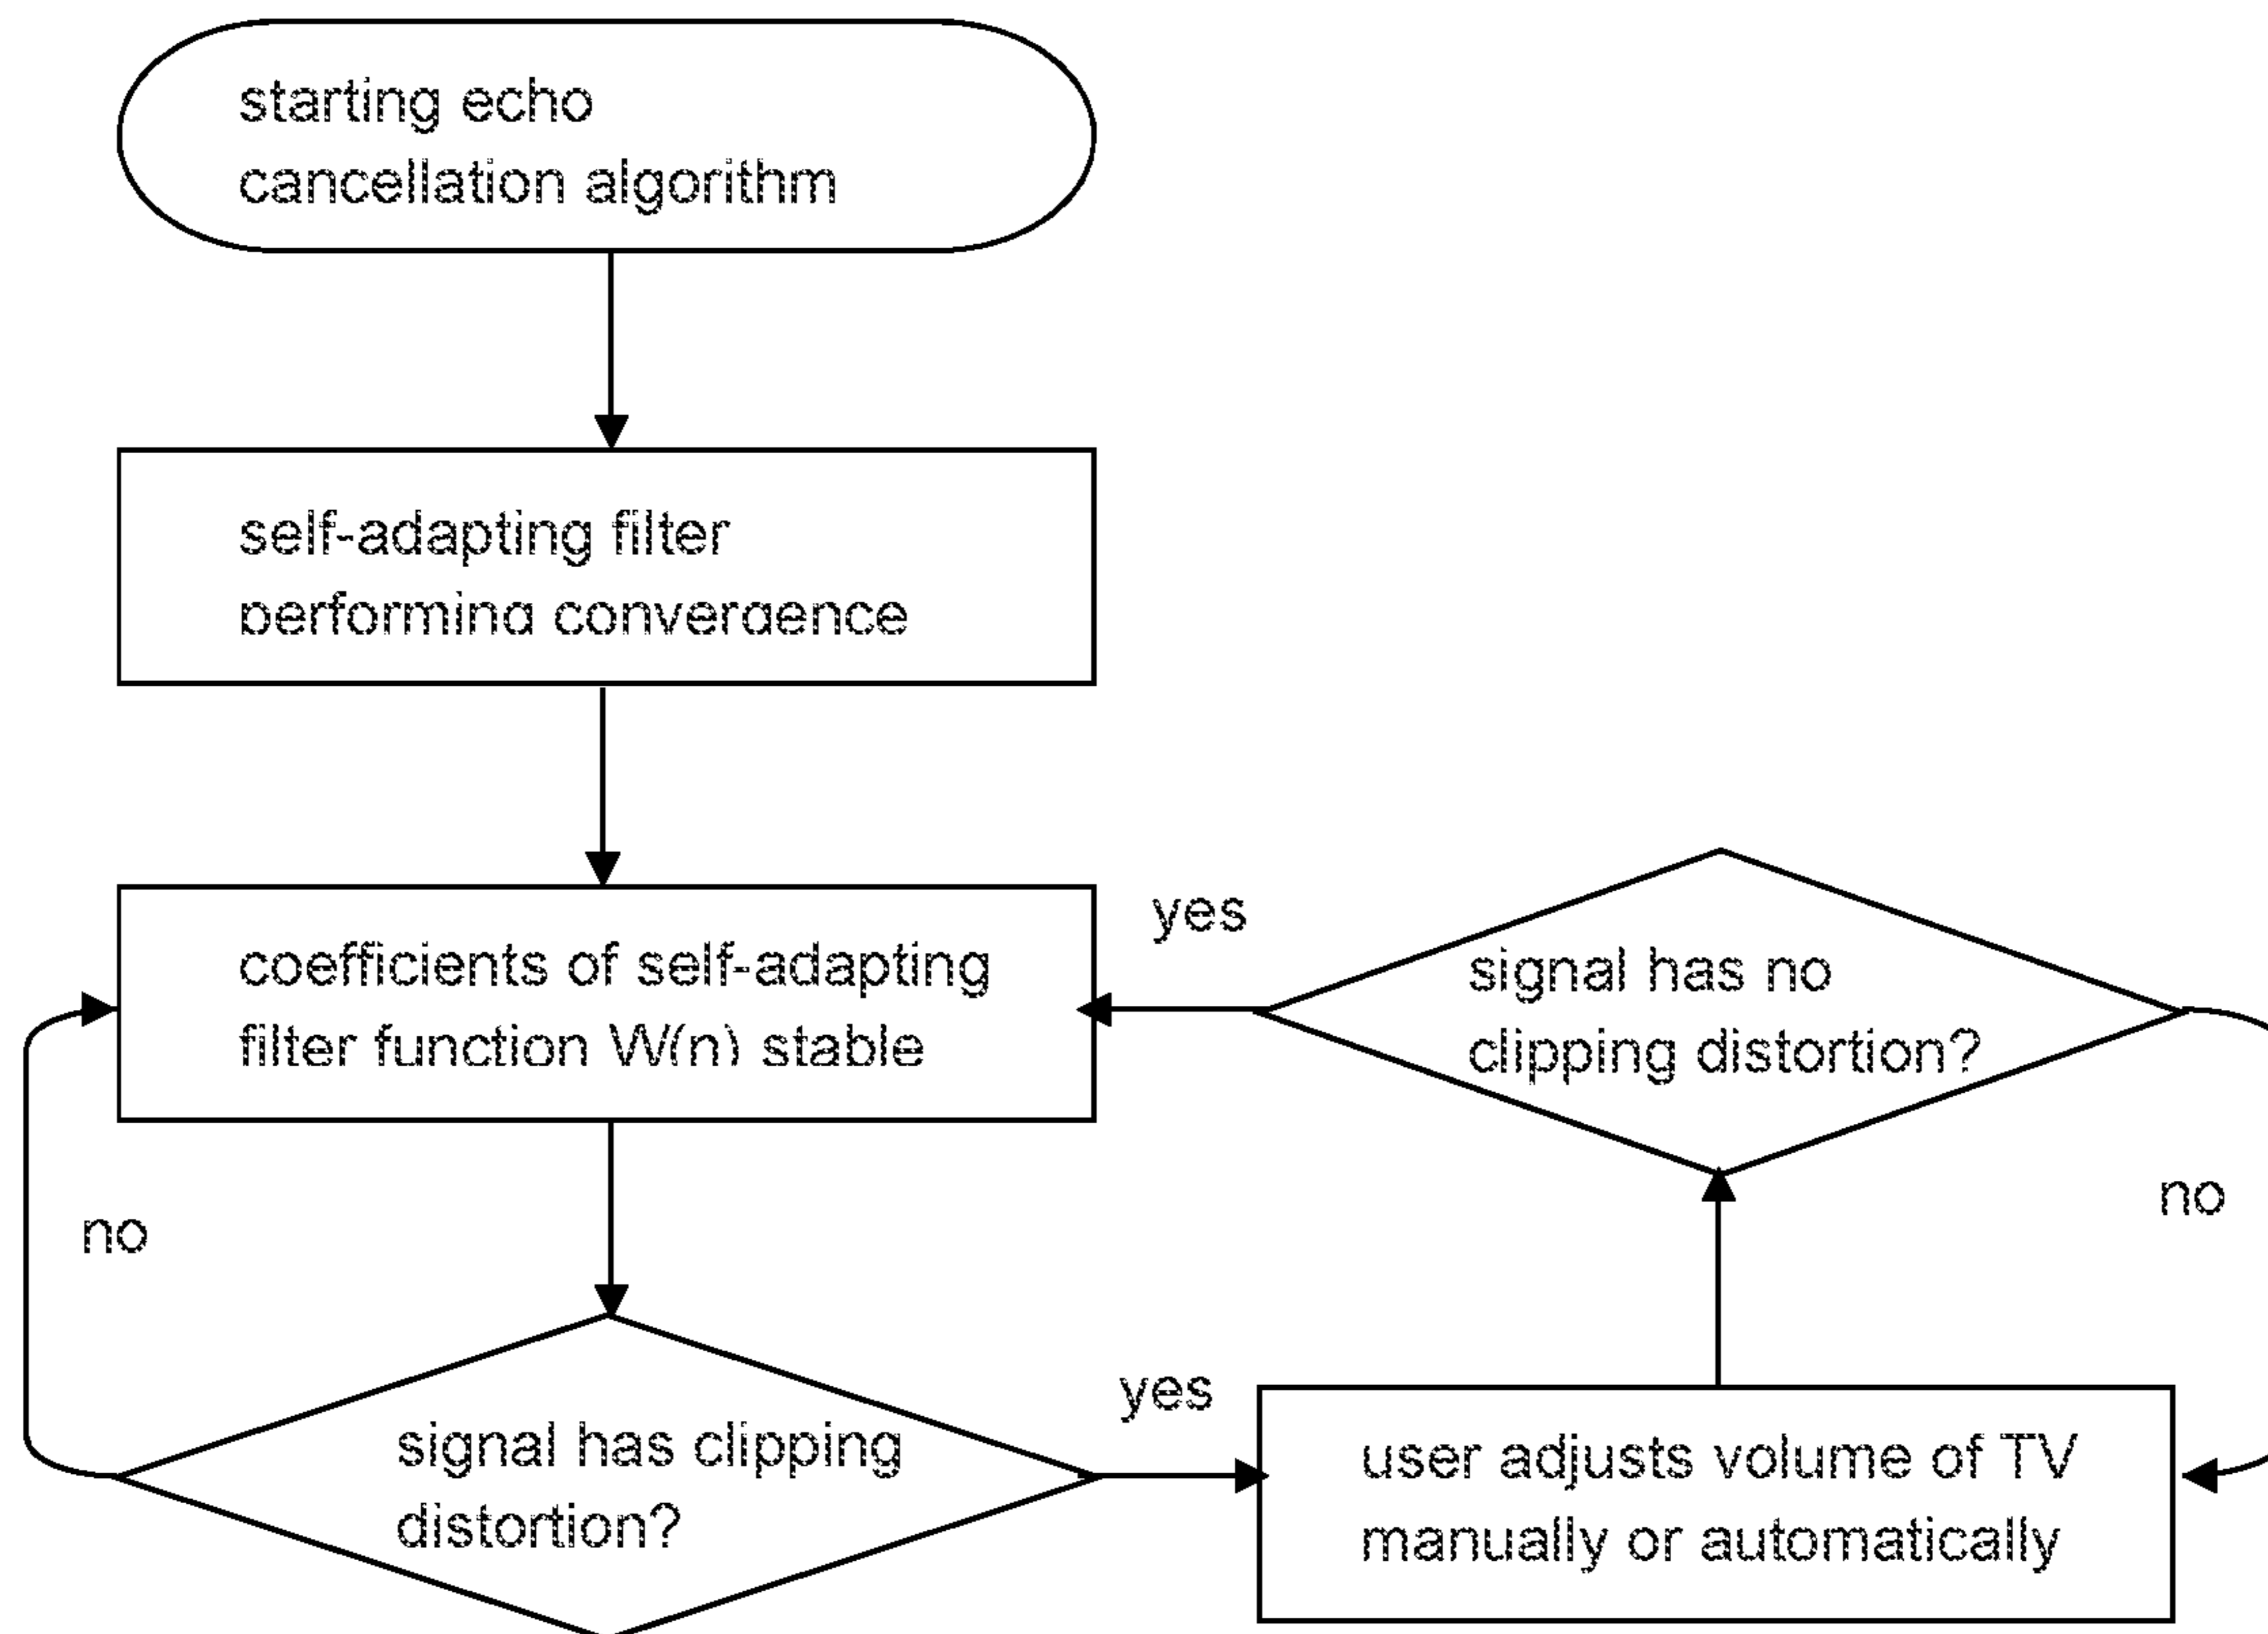 starting echo
cancellation algorithm
self-adapting filter
performing convergence
coefficients of self-adapting
filter function W(n) stable
yes
signal has no
clipping distortion?
no
no
signal has clipping
distortion?
yes
user adjusts volume of TV
manually or automatically